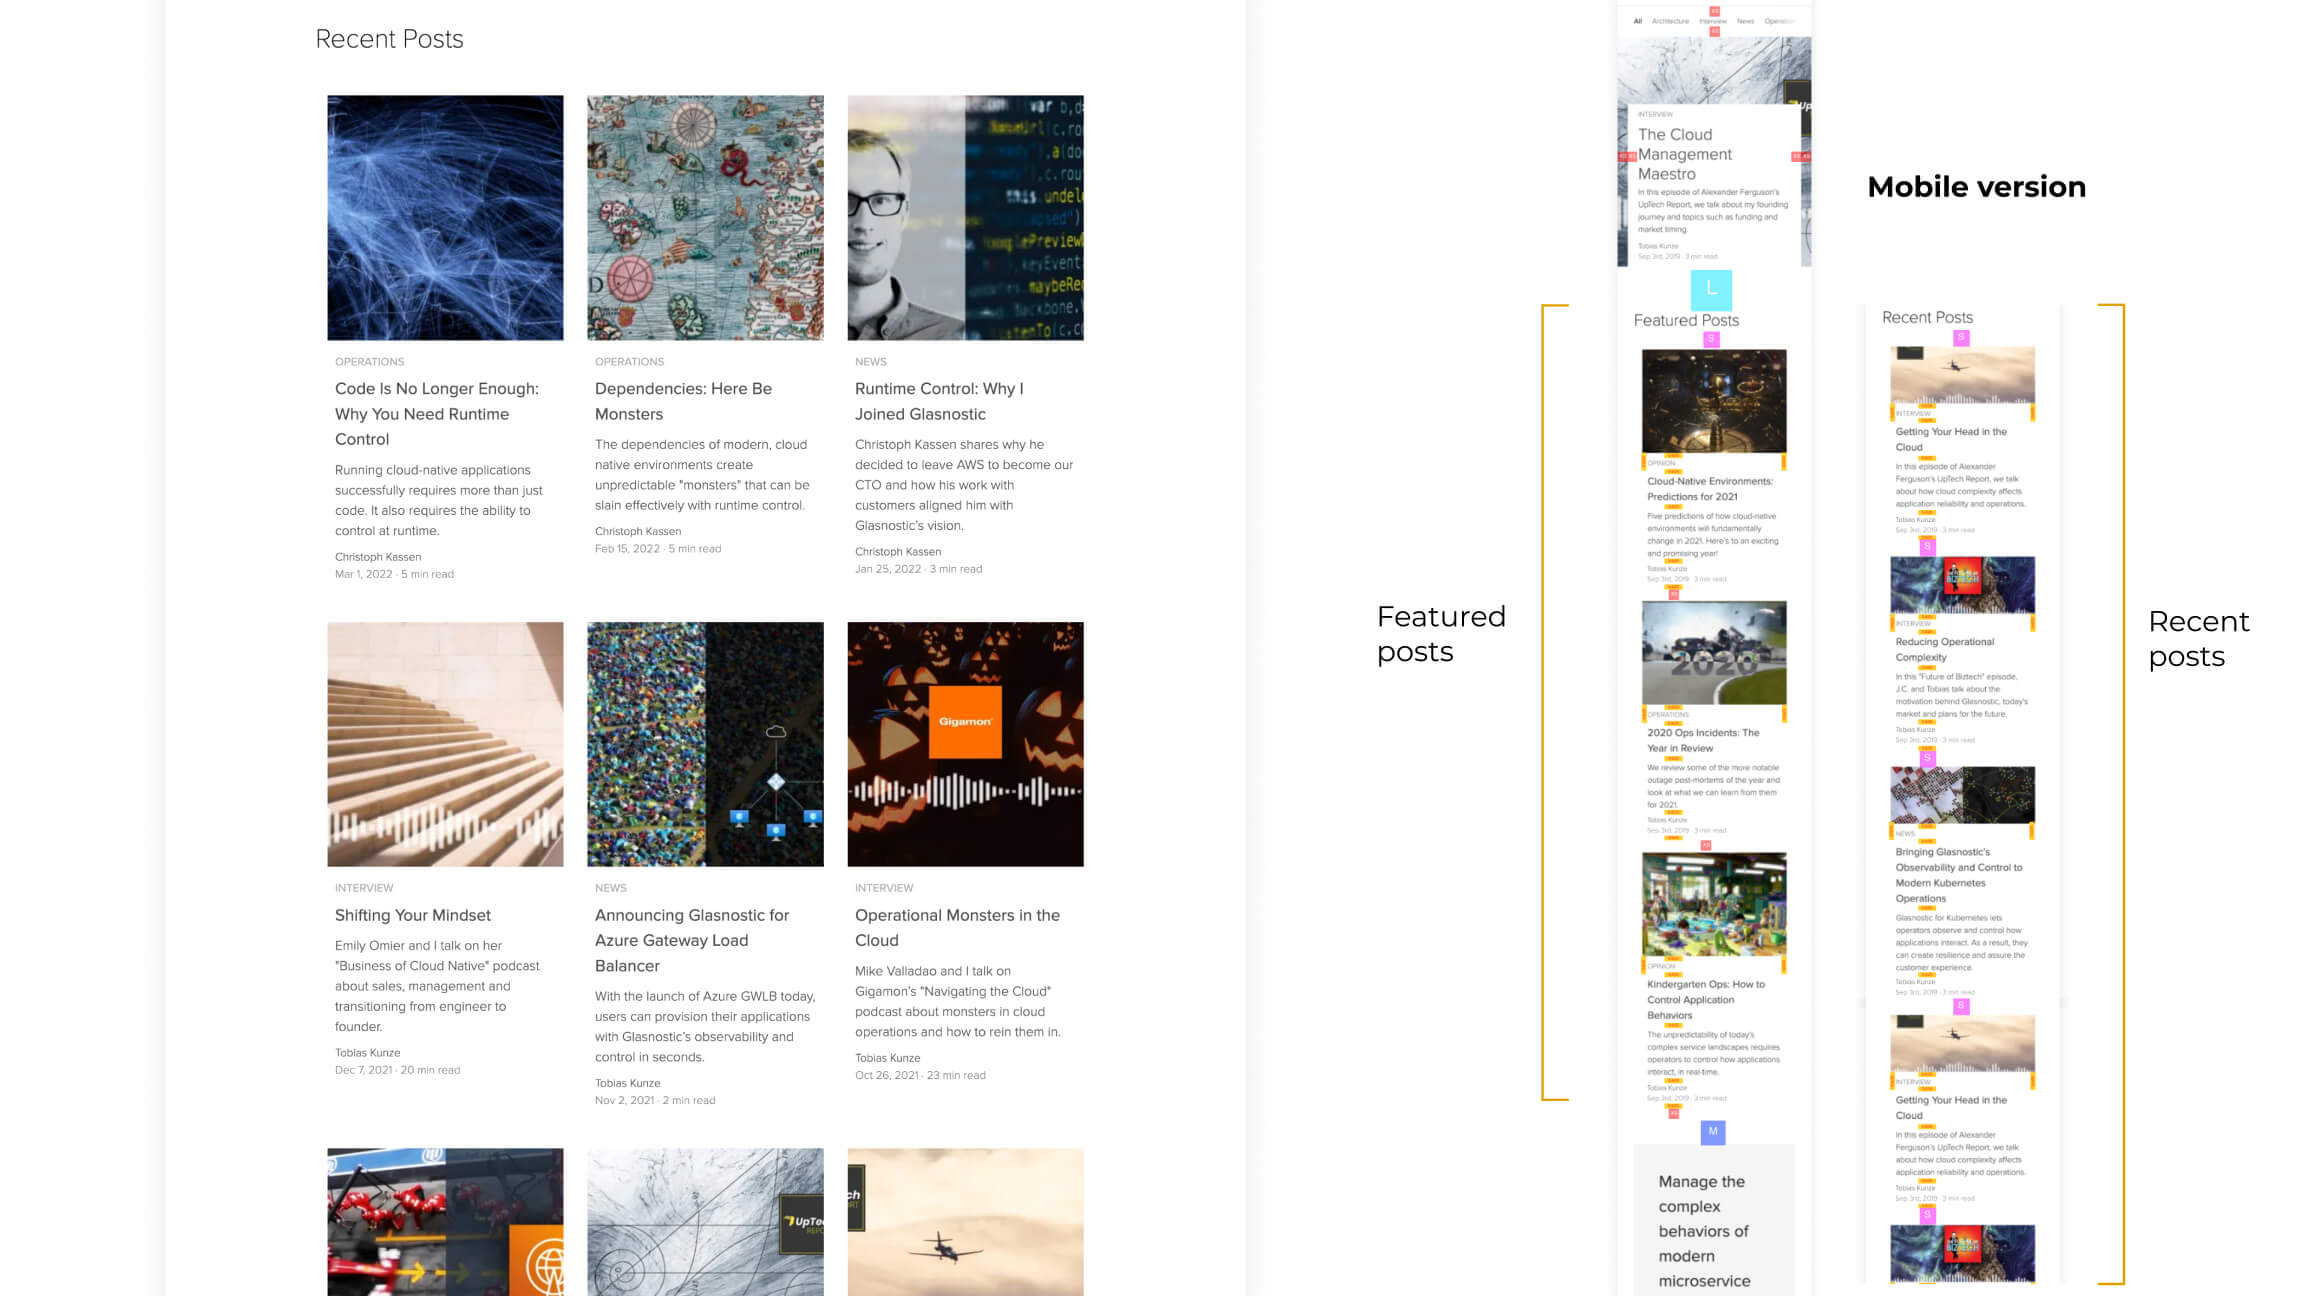 Recent Posts
OPERATIONS
Code Is No Longer Enough:
Why You Need Runtime
Control
Running cloud-native applications
successfully requires more than just
code. It also requires the ability to
control at runtime.
Christoph Kassen
Mar 1, 2022 · 5 min read
OPERATIONS
Dependencies: Here Be
Monsters
The dependencies of modern, cloud
native environments create
unpredictable "monsters" that can be
slain effectively with runtime control.
Christoph Kassen
Feb 15, 2022 · 5 min read
NEWS
Runtime Control: Why I
Joined Glasnostic
Christoph Kassen shares why he
decided to leave AWS to become our
CTO and how his work with
customers aligned him with
Glasnostic's vision.
Christoph Kassen
Jan 25, 2022 · 3 min read
Gigamon
INTERVIEW
Shifting Your Mindset
Emily Omier and I talk on her
"Business of Cloud Native" podcast
about sales, management and
transitioning from engineer to
founder.
Tobias Kunze
Dec 7, 2021 · 20 min read
NEWS
Announcing Glasnostic for
Azure Gateway Load
Balancer
With the launch of Azure GWLB today,
users can provision their applications
with Glasnostic's observability and
control in seconds.
Tobias Kunze
Nov 2, 2021 · 2 min read
INTERVIEW
Operational Monsters in the
Cloud
Mike Valladao and I talk on
Gigamon's "Navigating the Cloud"
podcast about monsters in cloud
operations and how to rein them in.
Tobias Kunze
Oct 26, 2021 · 23 min read
All Architecture Interview News
INTERVIEW
The Cloud
Management
Maestro
In this episode of Alexander Ferguson's
UpTech Report, we talk about my founding
journey and topics such as funding and
market timing.
Tobias Kunze
Sep 3rd, 2019 · 3 min read
Mobile version
L
Featured
posts
Featured Posts
S
OPINION
Cloud-Native Environments:
Predictions for 2021
Five predictions of how cloud-native
environments will fundamentally
change in 2021. Here's to an exciting
and promising year!
Tobias Kunze
Sep 3rd, 2019 · 3 min read
2020
OPERATIONS
2020 Ops Incidents: The
Year in Review
We review some of the more notable
outage post-mortems of the year and
look at what we can learn from them
for 2021.
Tobias Kunze
Sep 3rd, 2019 · 3 min read
OPINION
Kindergarten Ops: How to
Control Application
Behaviors
The unpredictability of today's
complex service landscapes requires
operators to control how applications
interact, in real-time.
Tobias Kunze
Sep 3rd, 2019 · 3 min read
M
Manage the
complex
behaviors of
modern
microservice
Recent Posts
S
INTERVIEW
Getting Your Head in the
Cloud
In this episode of Alexander
Ferguson's UpTech Report, we talk
about how cloud complexity affects
application reliability and operations.
Tobias Kunze
Sep 3rd, 2019 · 3 min read
S
INTERVIEW
Reducing Operational
Complexity
In this "Future of Biztech" episode,
J.C. and Tobias talk about the
motivation behind Glasnostic, today's
market and plans for the future.
Tobias Kunze
Sep 3rd, 2019 · 3 min read
S
NEWS
Bringing Glasnostic's
Observability and Control to
Modern Kubernetes
Operations
Glasnostic for Kubernetes lets
operators observe and control how
applications interact. As a result, they
can create resilience and assure the
customer experience.
Tobias Kunze
Sep 3rd, 2019 · 3 min read
S
INTERVIEW
Getting Your Head in the
Cloud
In this episode of Alexander
Ferguson's UpTech Report, we talk
about how cloud complexity affects
application reliability and operations.
Tobias Kunze
Sep 3rd, 2019 · 3 min read
S
Recent
posts